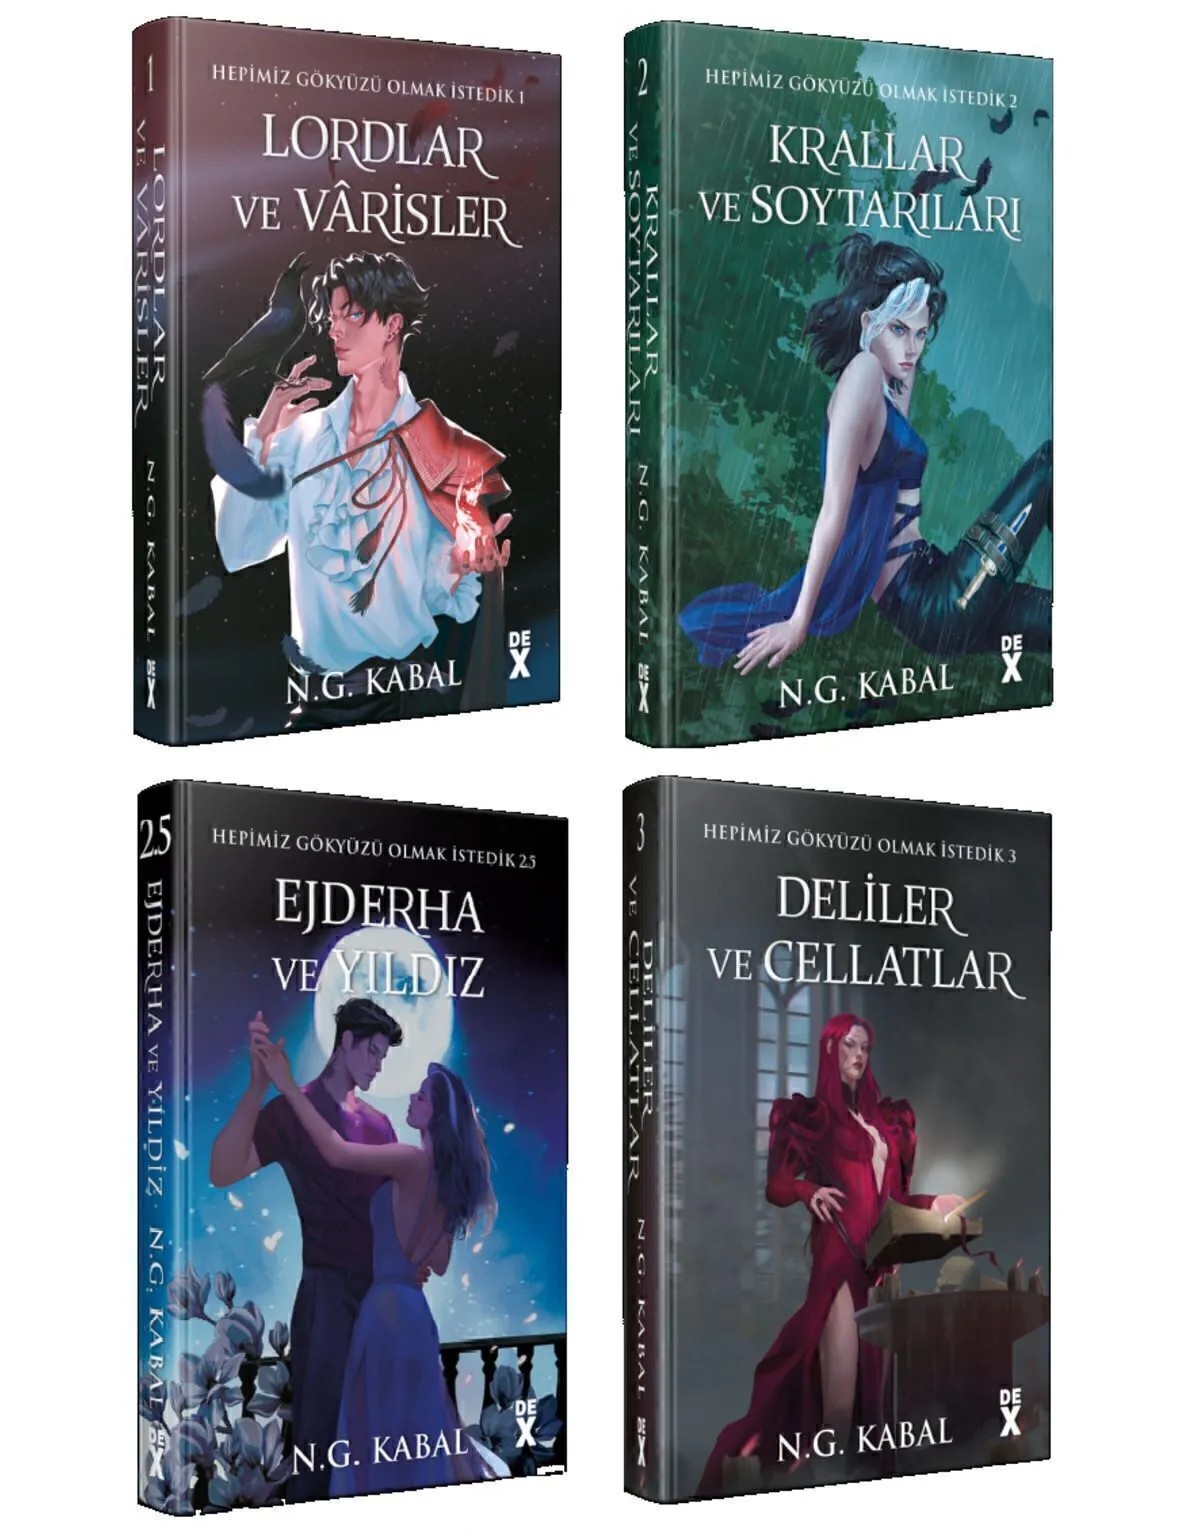 HEPİMİZ GÖKYÜZÜ OLMAK İSTEDİK 1
LORDLAR
VE VÂRİSLER
N.G. KABAL
DE
X
1
LORDLAR
VE VÂRİSLER
N.G. KABAL
DE
X
HEPİMİZ GÖKYÜZÜ OLMAK İSTEDİK 2
KRALLAR
VE SOYTARILARI
N.G. KABAL
DE
X
2
KRALLAR
VE SOYTARILARI
N.G. KABAL
DE
X
HEPİMİZ GÖKYÜZÜ OLMAK İSTEDİK 2.5
EJDERHA
VE YILDIZ
N.G. KABAL
DE
X
2.5
EJDERHA VE YILDIZ · N.G. KABAL
DE
X
HEPİMİZ GÖKYÜZÜ OLMAK İSTEDİK 3
DELİLER
VE CELLATLAR
N.G. KABAL
DE
X
3
DELİLER
VE CELLATLAR
N.G. KABAL
DE
X